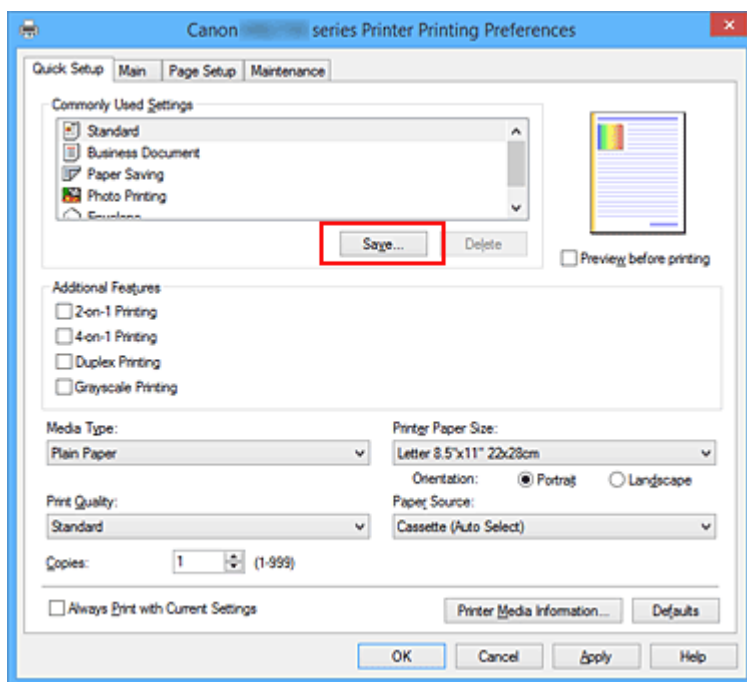 Canon series Printer Printing Preferences
Quick Setup Main Page Setup Maintenance
Commonly Used Settings
Standard
Business Document
Paper Saving
Photo Printing
Save... Delete
Preview before printing
Additional Features
2-on-1 Printing
4-on-1 Printing
Duplex Printing
Grayscale Printing
Media Type: Printer Paper Size:
Plain Paper Letter 8.5"x11" 22x28cm
Orientation: Portrait Landscape
Print Quality: Paper Source:
Standard Cassette (Auto Select)
Copies: 1 (1-999)
Always Print with Current Settings Printer Media Information... Defaults
OK Cancel Apply Help